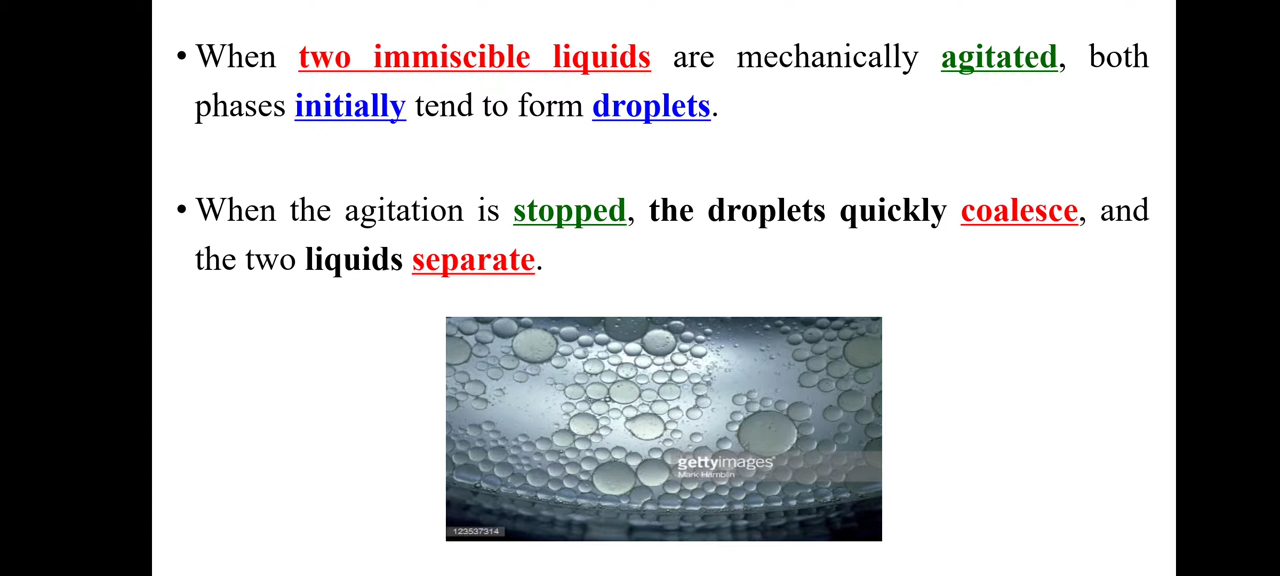 • When two immiscible liquids are mechanically agitated, both
phases initially tend to form droplets.
• When the agitation is stopped, the droplets quickly coalesce, and
the two liquids separate.
gettyimages
Mark Hamblin
123537314